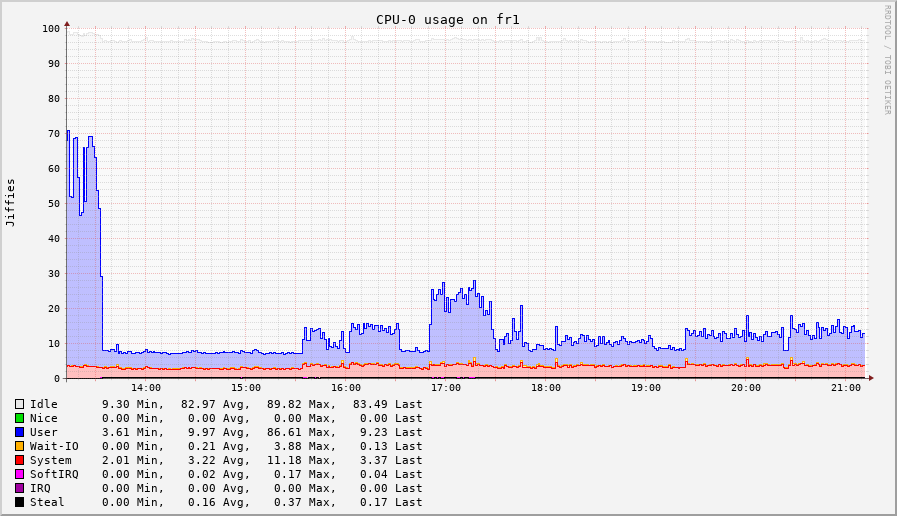 CPU-0 usage on fr1
RRDTOOL / TOBI OETIKER
Jiffies
100
90
80
70
60
50
40
30
20
10
0
14:00 15:00 16:00 17:00 18:00 19:00 20:00 21:00
Idle 9.30 Min, 82.97 Avg, 89.82 Max, 83.49 Last
Nice 0.00 Min, 0.00 Avg, 0.00 Max, 0.00 Last
User 3.61 Min, 9.97 Avg, 86.61 Max, 9.23 Last
Wait-IO 0.00 Min, 0.21 Avg, 3.88 Max, 0.13 Last
System 2.01 Min, 3.22 Avg, 11.18 Max, 3.37 Last
SoftIRQ 0.00 Min, 0.02 Avg, 0.17 Max, 0.04 Last
IRQ 0.00 Min, 0.00 Avg, 0.00 Max, 0.00 Last
Steal 0.00 Min, 0.16 Avg, 0.37 Max, 0.17 Last